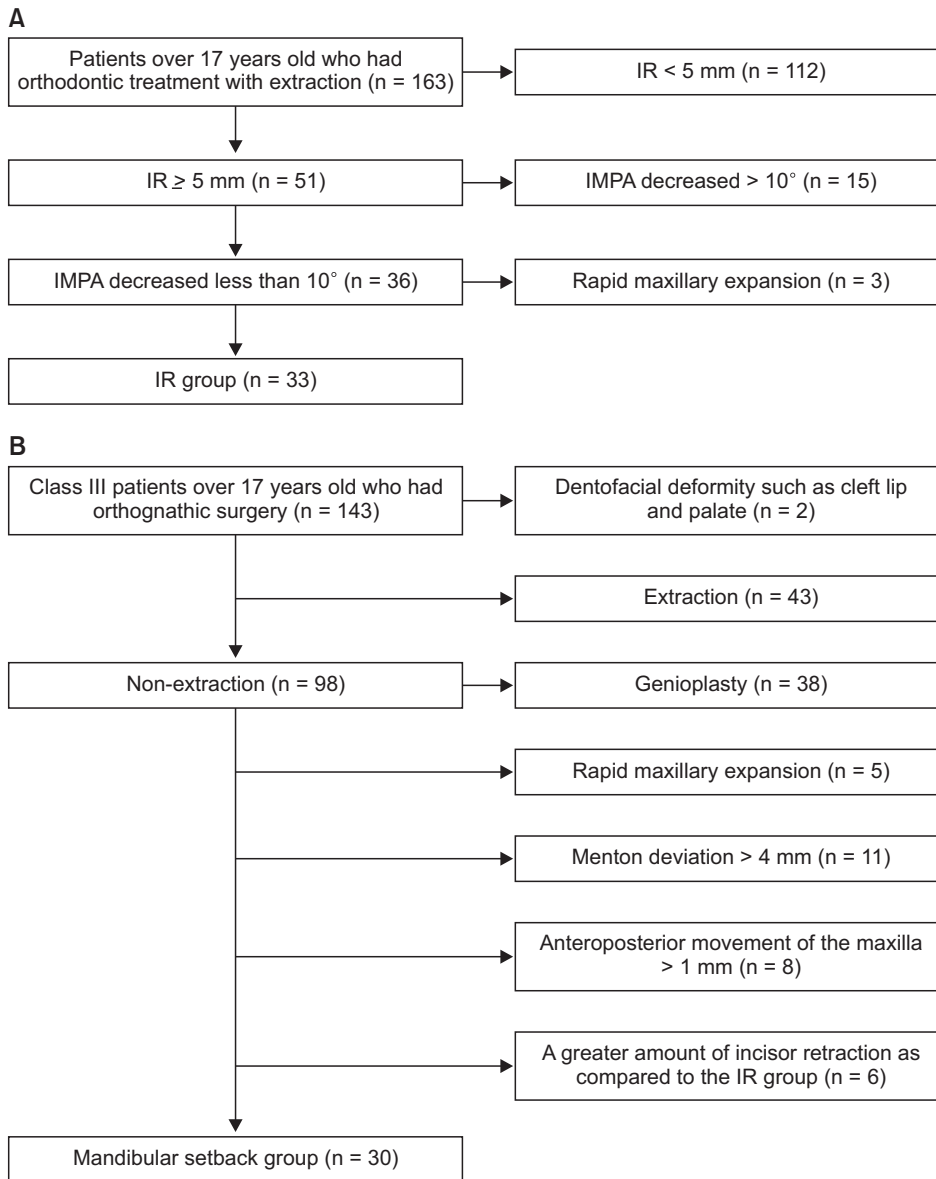 A
Patients over 17 years old who had
orthodontic treatment with extraction (n = 163)
IR < 5 mm (n = 112)
IR ≥ 5 mm (n = 51)
IMPA decreased > 10° (n = 15)
IMPA decreased less than 10° (n = 36)
Rapid maxillary expansion (n = 3)
IR group (n = 33)
B
Class III patients over 17 years old who had
orthognathic surgery (n = 143)
Dentofacial deformity such as cleft lip
and palate (n = 2)
Extraction (n = 43)
Non-extraction (n = 98)
Genioplasty (n = 38)
Rapid maxillary expansion (n = 5)
Menton deviation > 4 mm (n = 11)
Anteroposterior movement of the maxilla
> 1 mm (n = 8)
A greater amount of incisor retraction as
compared to the IR group (n = 6)
Mandibular setback group (n = 30)